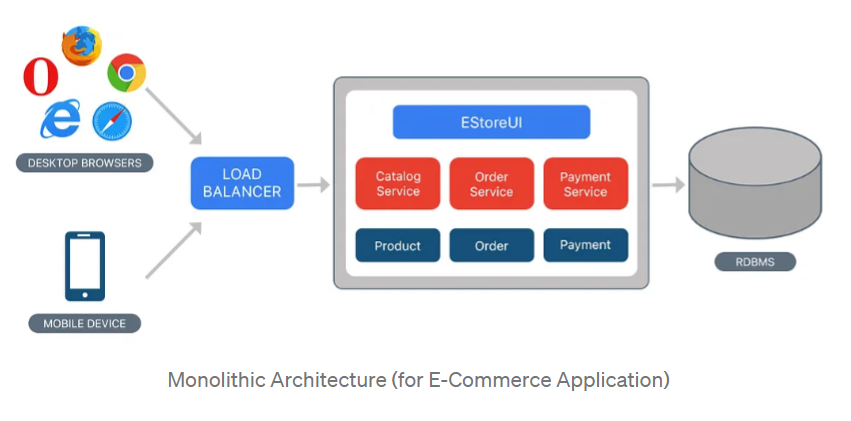 DESKTOP BROWSERS
MOBILE DEVICE
LOAD
BALANCER
EStoreUI
Catalog
Service
Order
Service
Payment
Service
Product
Order
Payment
RDBMS
Monolithic Architecture (for E-Commerce Application)